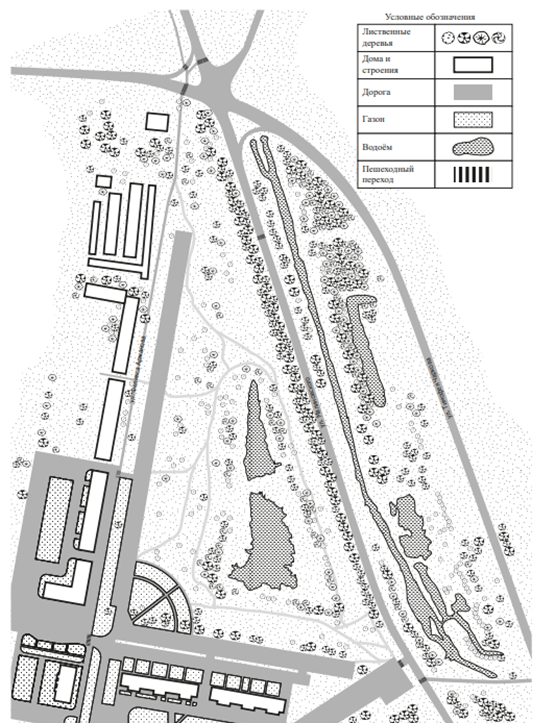 Условные обозначения
Лиственные
деревья
Дома и
строения
Дорога
Газон
Водоём
Пешеходный
переход